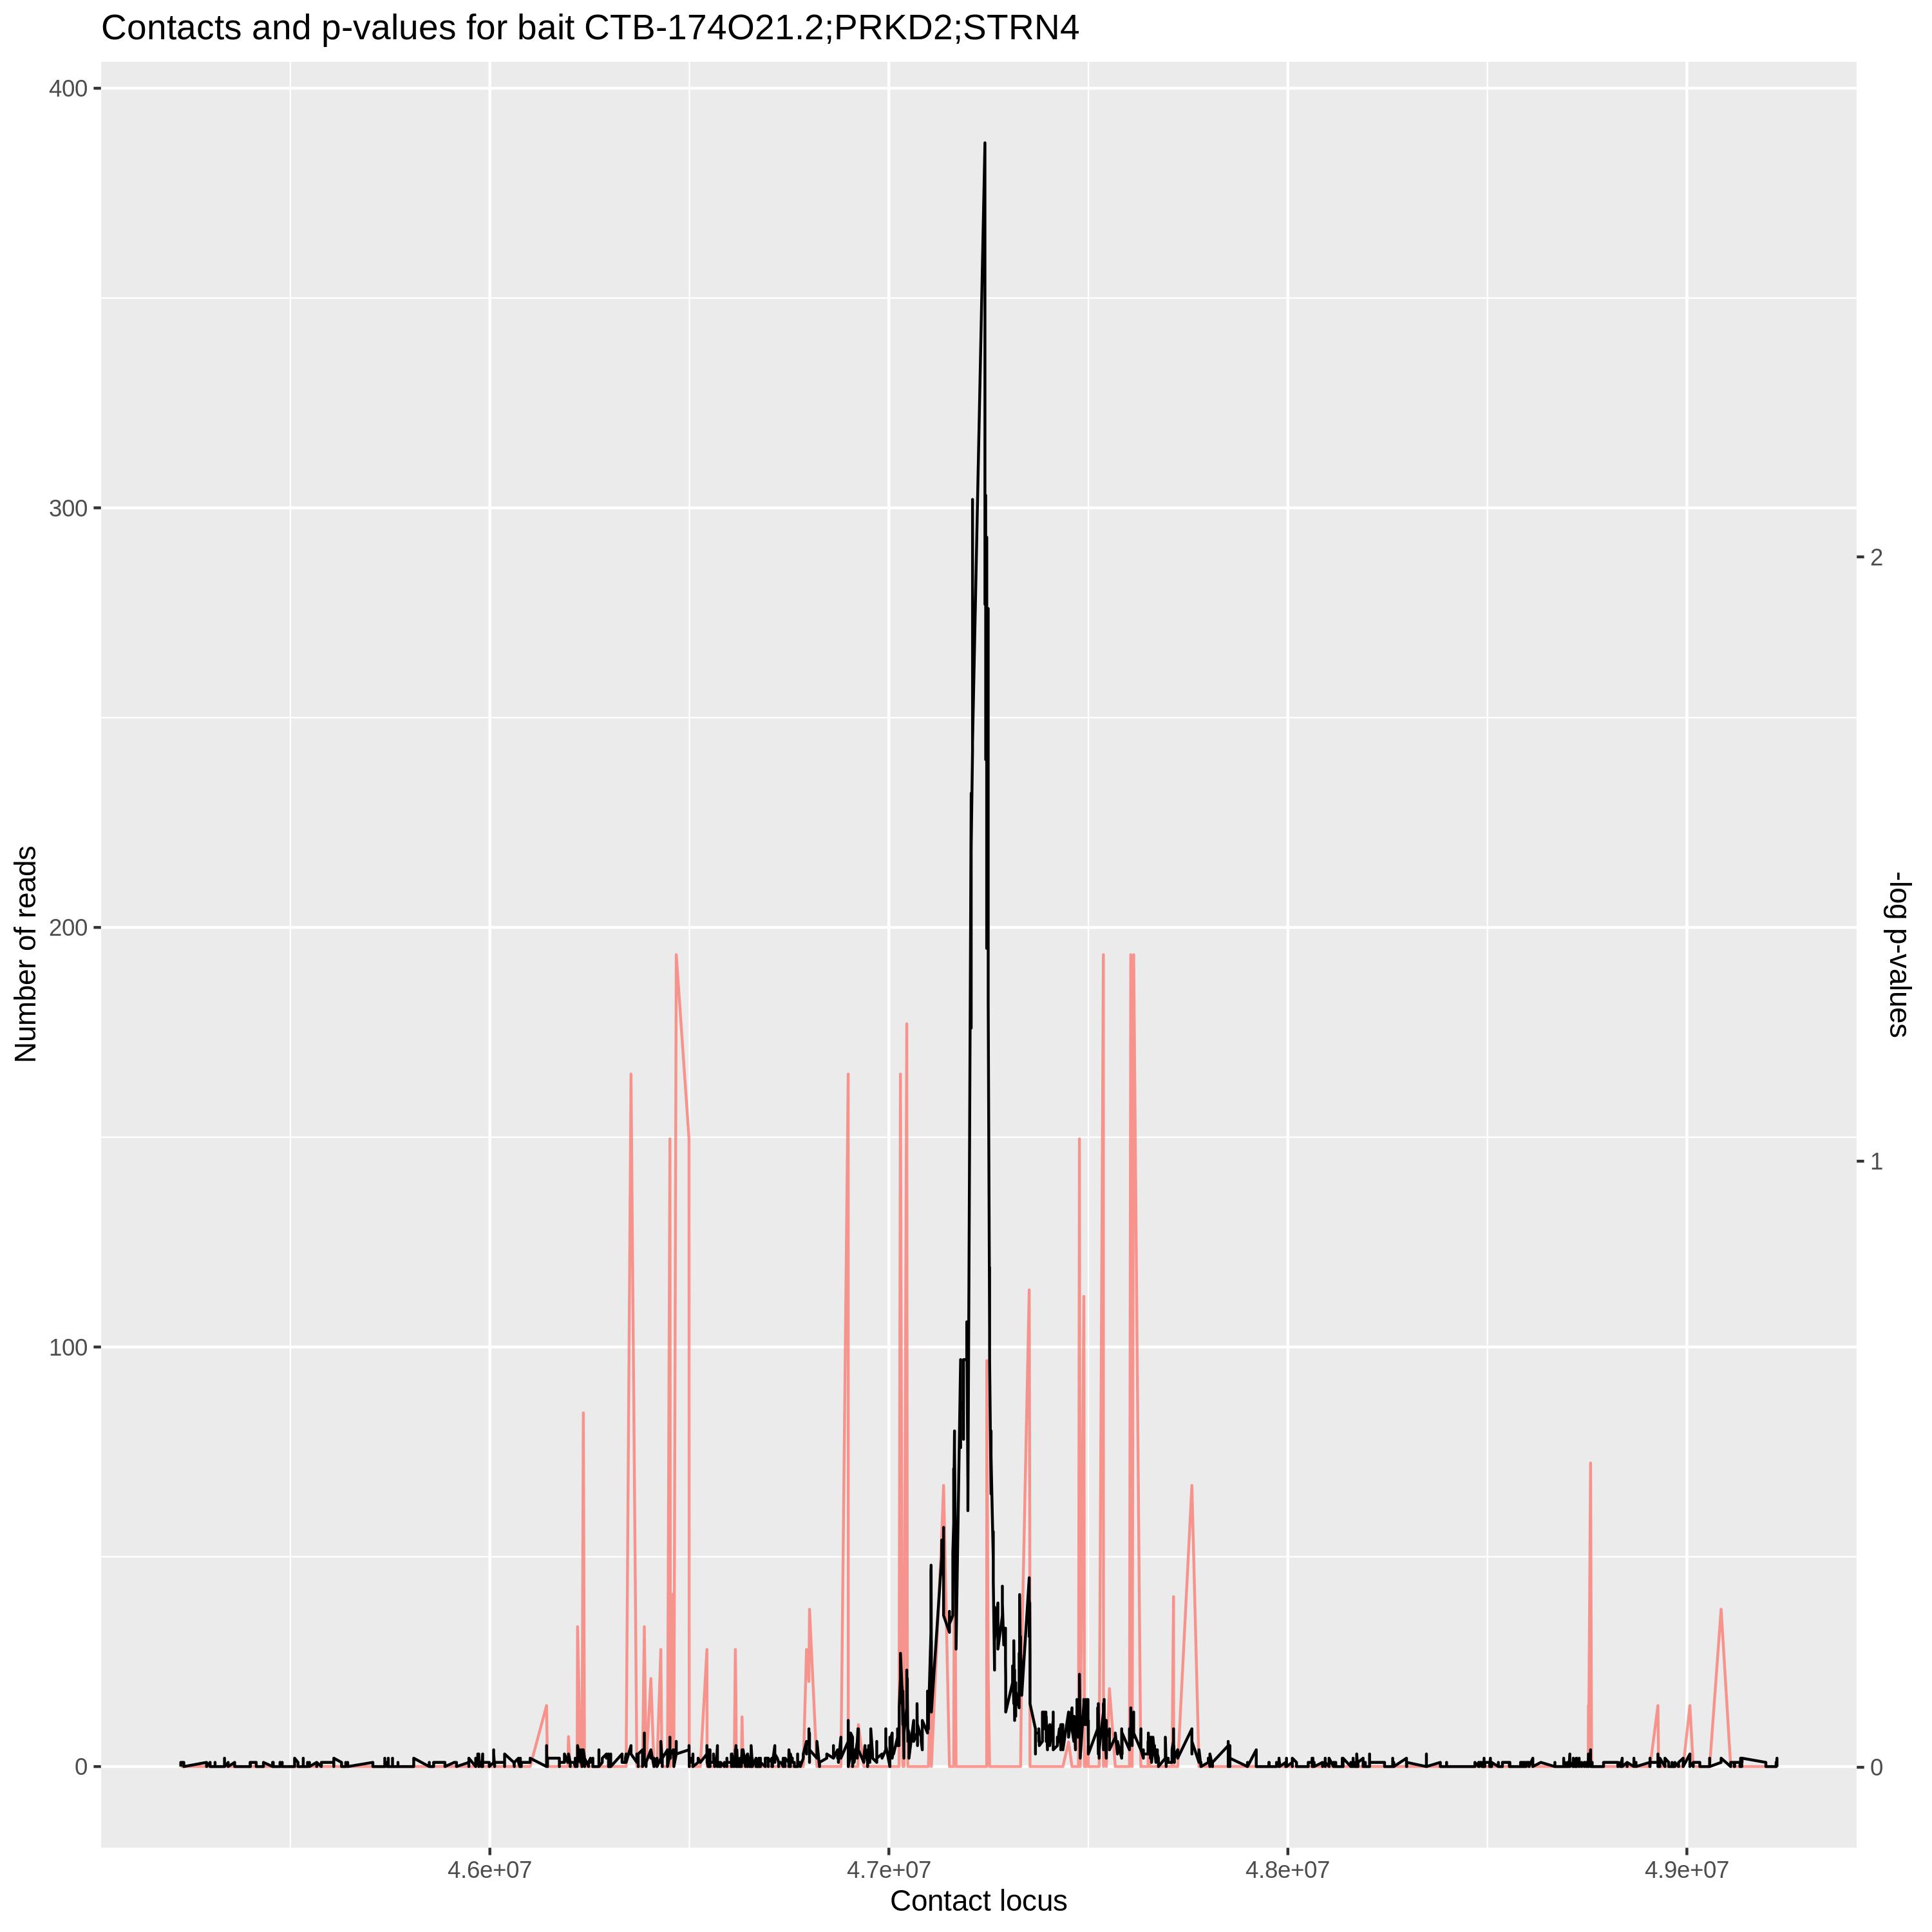 Contacts and p-values for bait CTB-174O21.2;PRKD2;STRN4
400
300
200
100
0
Number of reads
2
1
0
-log p-values
4.6e+07
4.7e+07
4.8e+07
4.9e+07
Contact locus